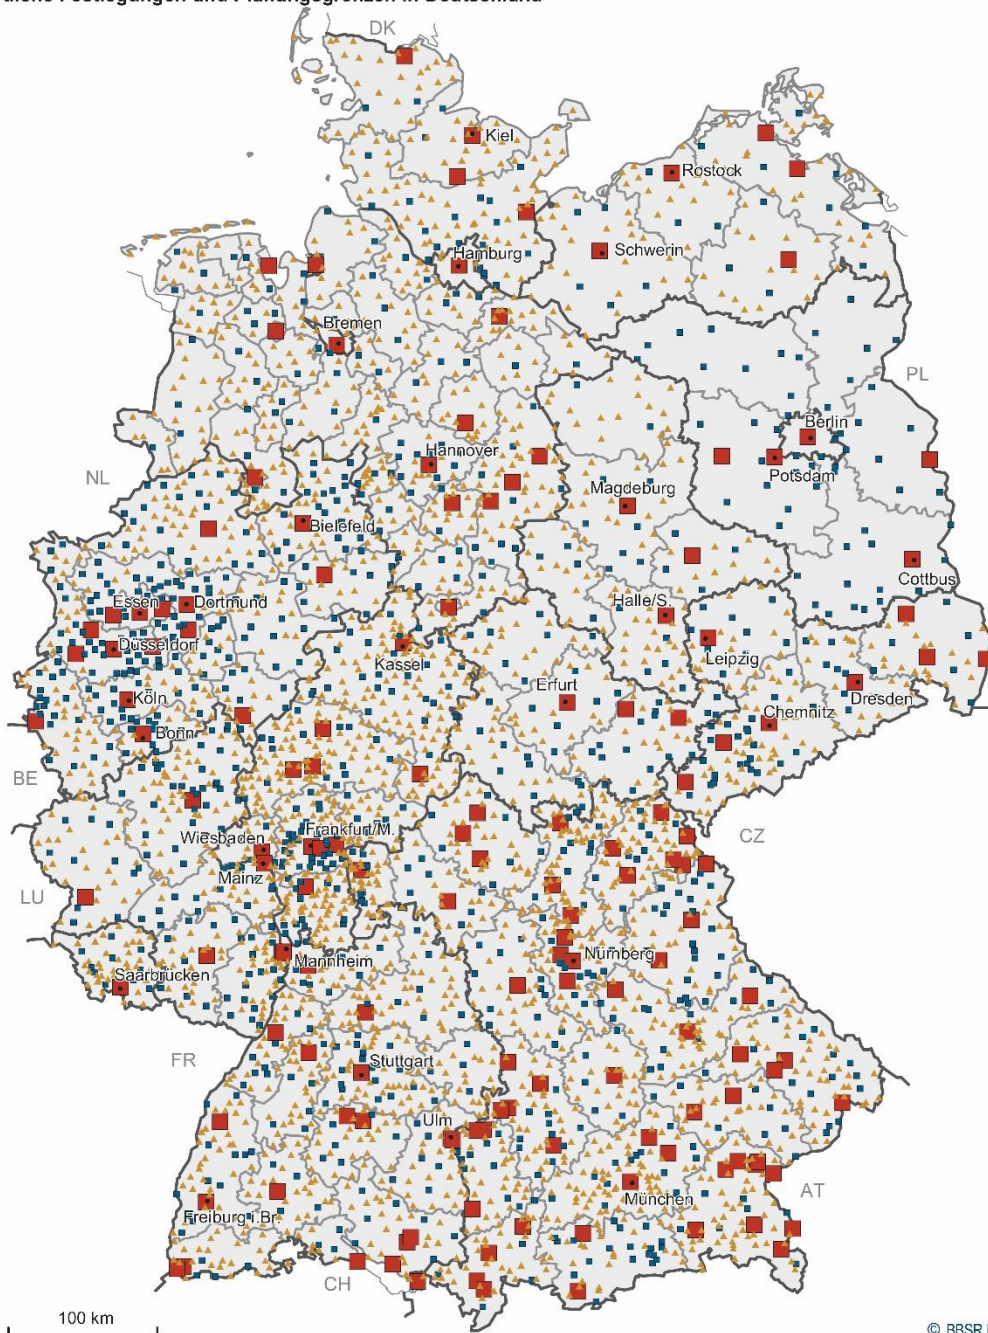 DK
Kiel
Rostock
Schwerin
Hamburg
Bremen
PL
Berlin
Hannover
Potsdam
NL
Magdeburg
Bielefeld
Cottbus
Essen
Dortmund
Halle/S.
Düsseldorf
Leipzig
Kassel
Erfurt
Dresden
Köln
Chemnitz
Bonn
BE
Wiesbaden
Frankfurt/M.
CZ
Mainz
LU
Nürnberg
Mannheim
Saarbrücken
FR
Stuttgart
Ulm
AT
München
Freiburg i.Br.
CH
100 km
© BBSR